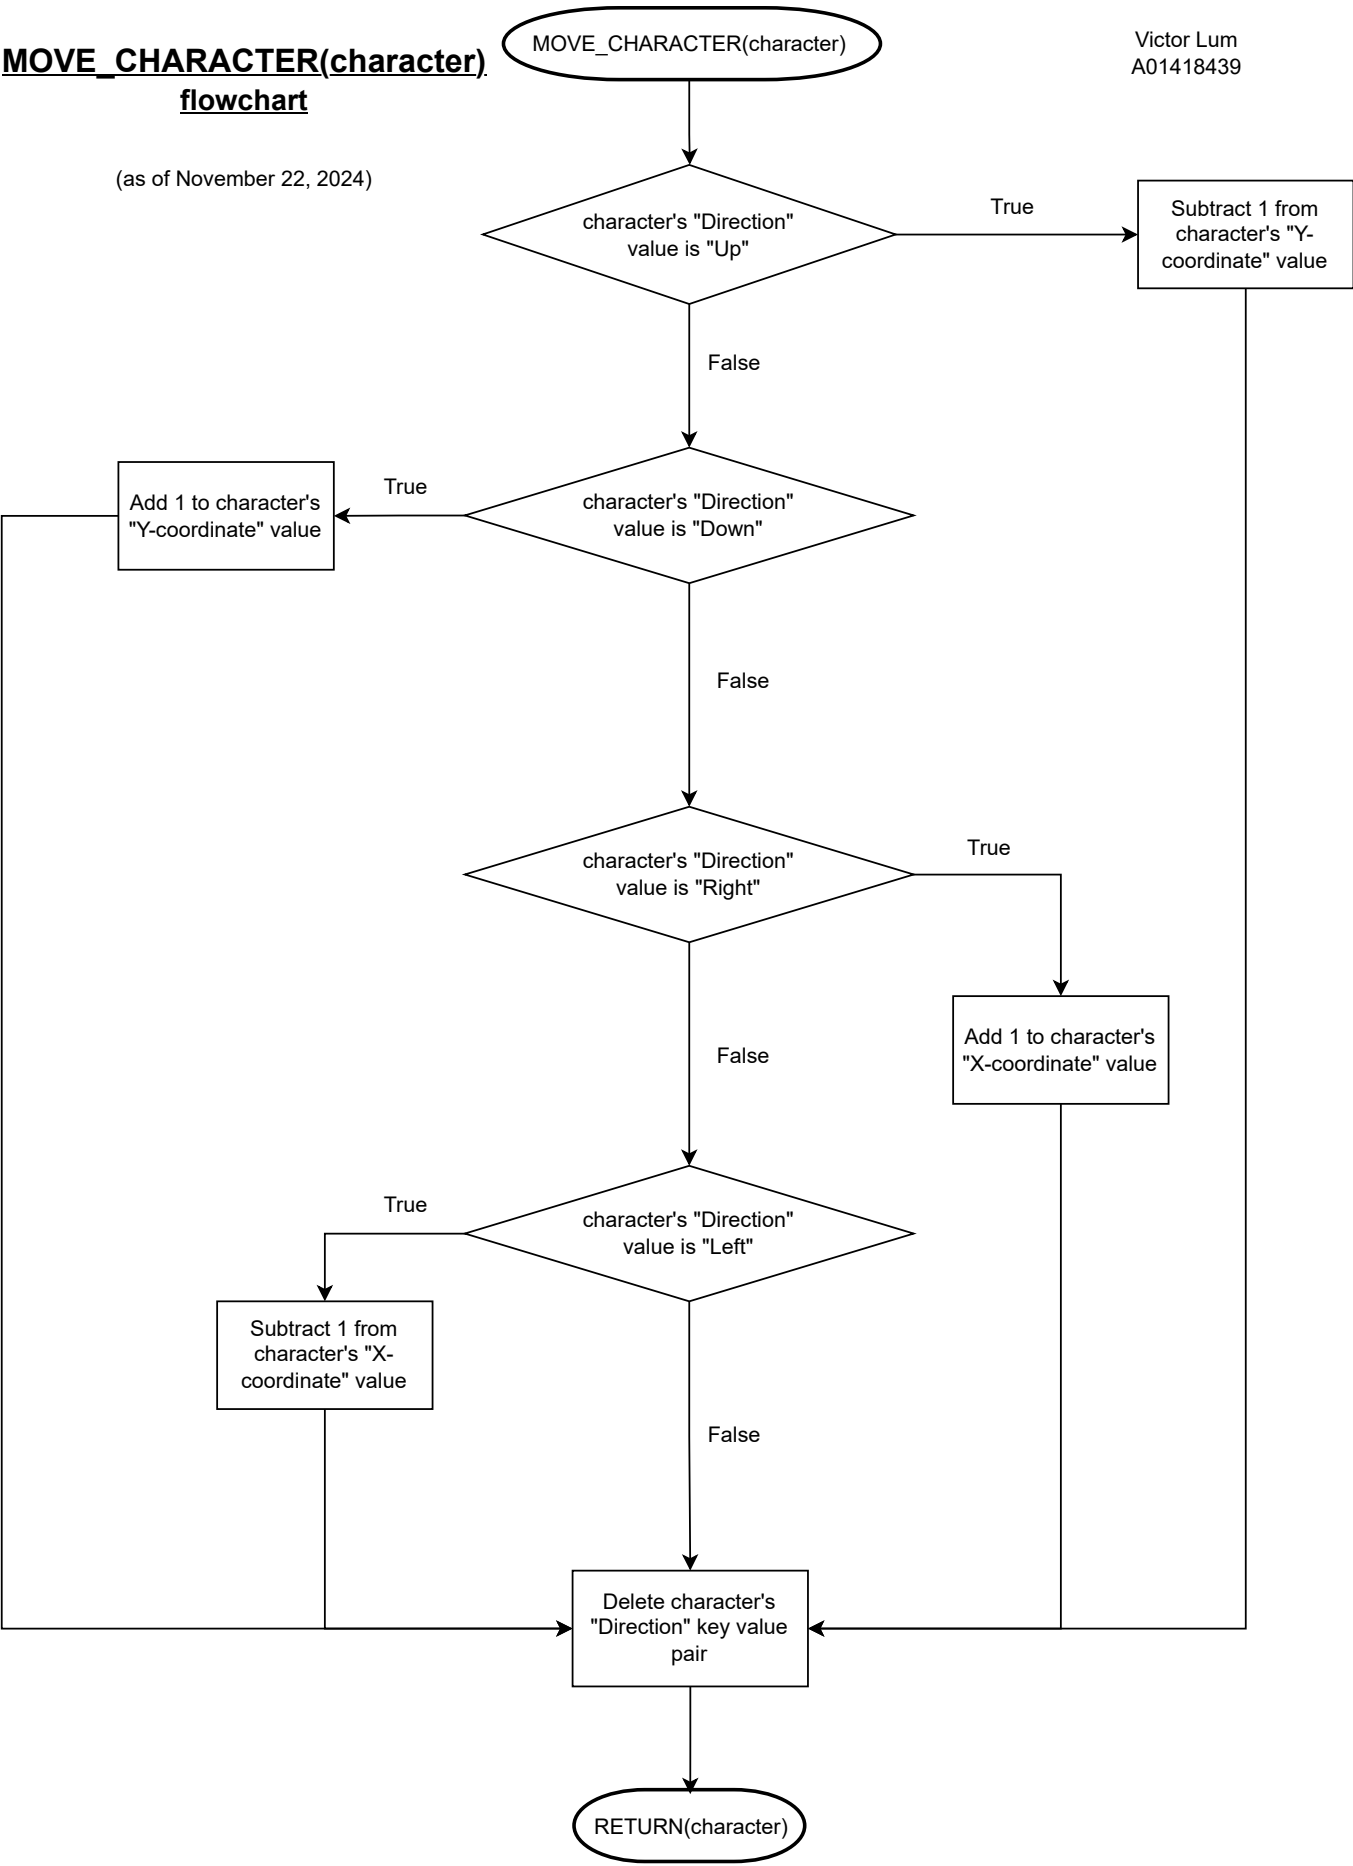 MOVE_CHARACTER(character)
flowchart
(as of November 22, 2024)
MOVE_CHARACTER(character)
Victor Lum
A01418439
character's "Direction"
value is "Up"
True
Subtract 1 from
character's "Y-
coordinate" value
False
Add 1 to character's
"Y-coordinate" value
True
character's "Direction"
value is "Down"
False
character's "Direction"
value is "Right"
True
Add 1 to character's
"X-coordinate" value
False
True
character's "Direction"
value is "Left"
Subtract 1 from
character's "X-
coordinate" value
False
Delete character's
"Direction" key value
pair
RETURN(character)